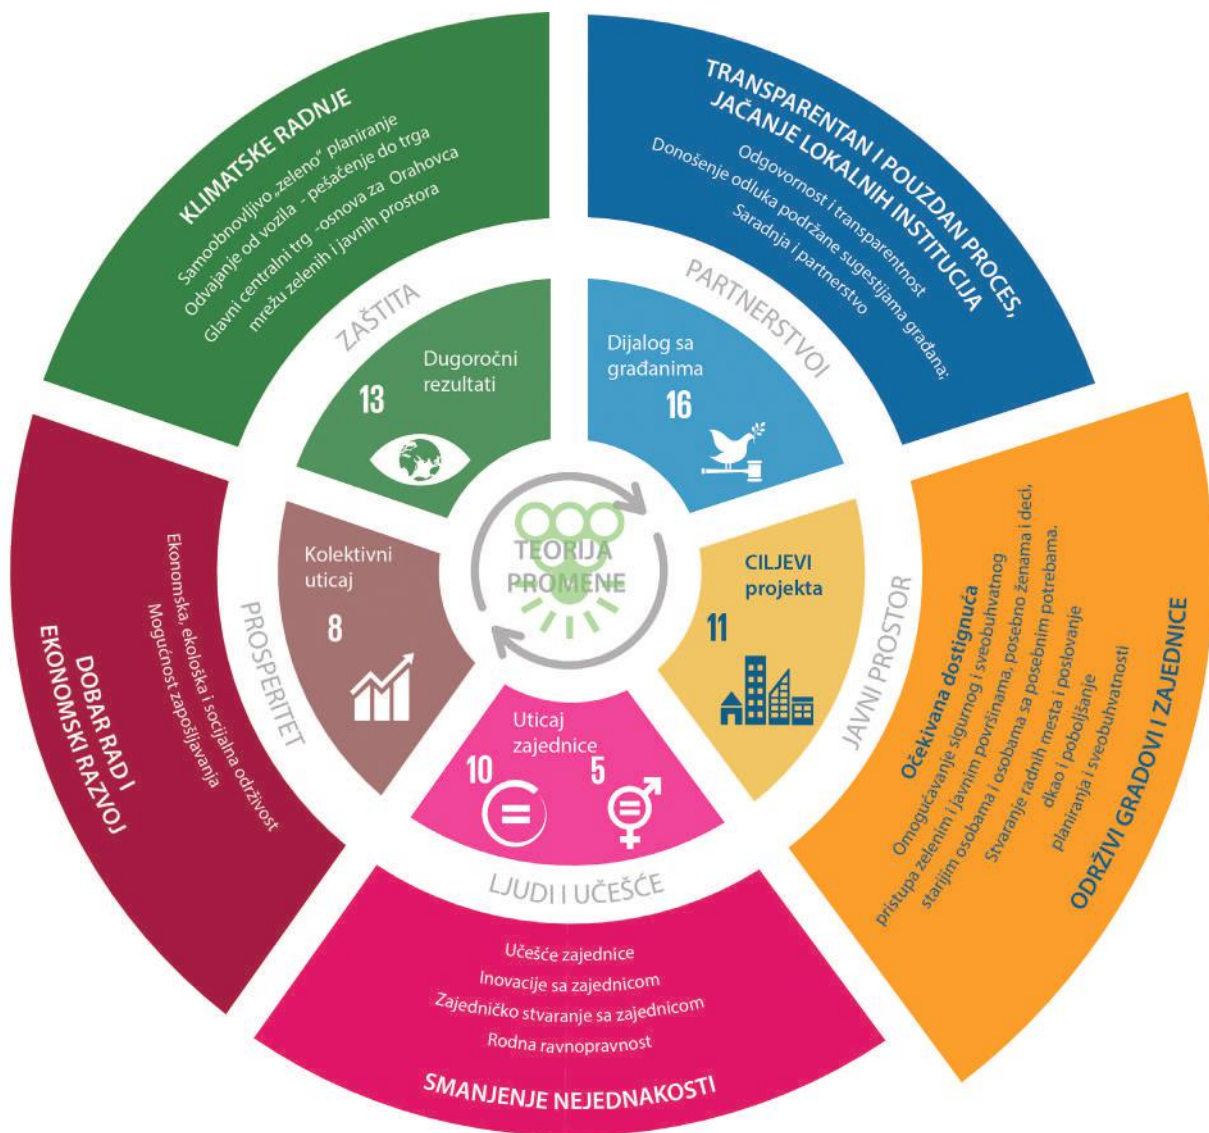 KLIMATSKE RADNJE
Samoobnovljivo „zeleno“ planiranje
Odvajanje od vozila - pešačenje do trga
Glavni centralni trg -osnova za Orahovca
mrežu zelenih i javnih prostora
TRANSPARENTAN I POUZDAN PROCES,
JAČANJE LOKALNIH INSTITUCIJA
Odgovornost i transparentnost
Donošenje odluka podržane sugestijama građana;
Saradnja i partnerstvo
ZAŠTITA
PARTNERSTVOI
Dugoročni
rezultati
13
Dijalog sa
građanima
16
TEORIJA
PROMENE
Kolektivni
uticaj
8
CILJEVI
projekta
11
Uticaj
zajednice
10
5
PROSPERITET
JAVNI PROSTOR
LJUDI I UČEŠĆE
Ekonomska, ekološka i socijalna održivost
Mogućnost zapošljavanja
DOBAR RAD I
EKONOMSKI RAZVOJ
Očekivana dostignuća
Omogućavanje sigurnog i sveobuhvatnog
pristupa zelenim i javnim površinama, posebno ženama i deci,
starijim osobama i osobama sa posebnim potrebama.
Stvaranje radnih mesta i poslovanje
dkao i poboljšanje
planiranja i sveobuhvatnosti
ODRŽIVI GRADOVI I ZAJEDNICE
Učešće zajednice
Inovacije sa zajednicom
Zajedničko stvaranje sa zajednicom
Rodna ravnopravnost
SMANJENJE NEJEDNAKOSTI